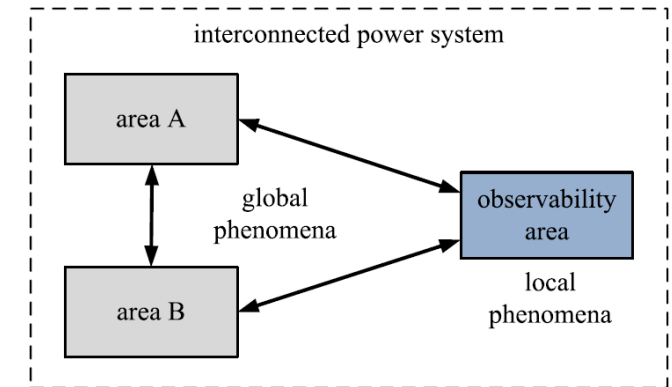 interconnected power system
area A
global
phenomena
observability
area
area B
local
phenomena